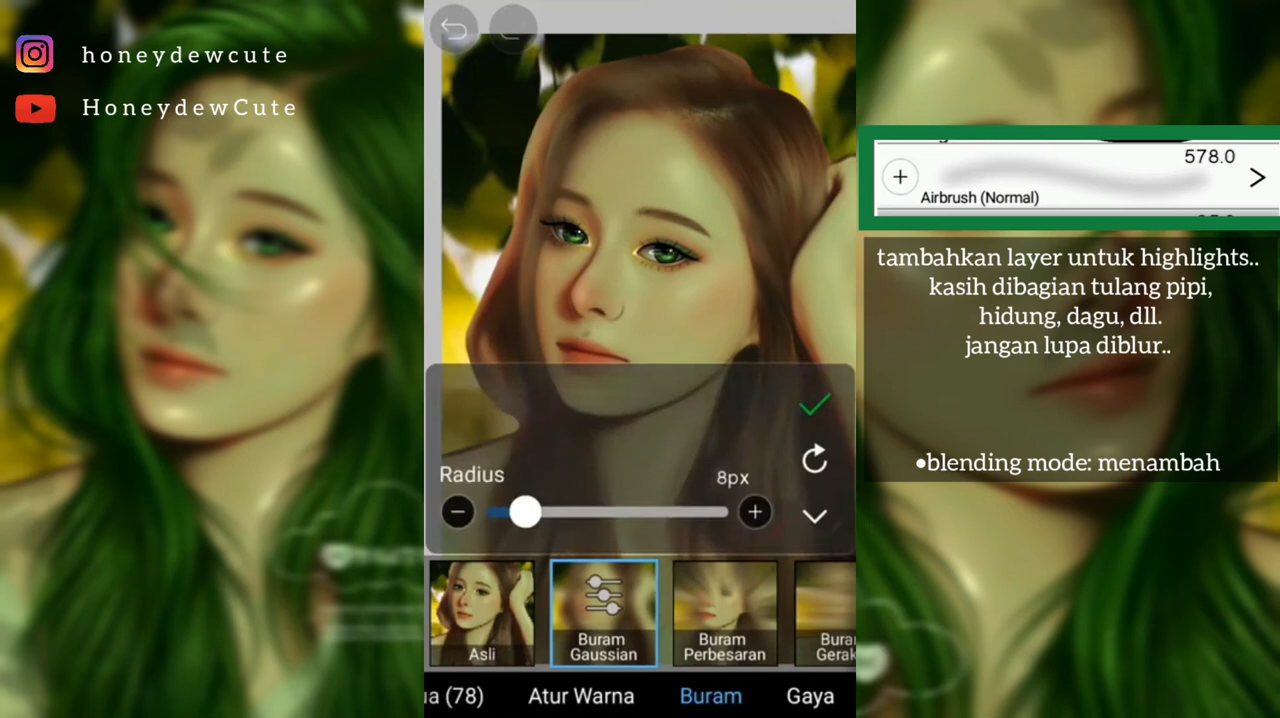 honeydewcute
HoneydewCute
Radius
8px
Asli
Buram
Gaussian
Buram
Perbesaran
(78)
Atur Warna
Buram
Gaya
578.0
Airbrush (Normal)
tambahkan layer untuk highlights..
kasih dibagian tulang pipi,
hidung, dagu, dll.
jangan lupa diblur..
•blending mode: menambah